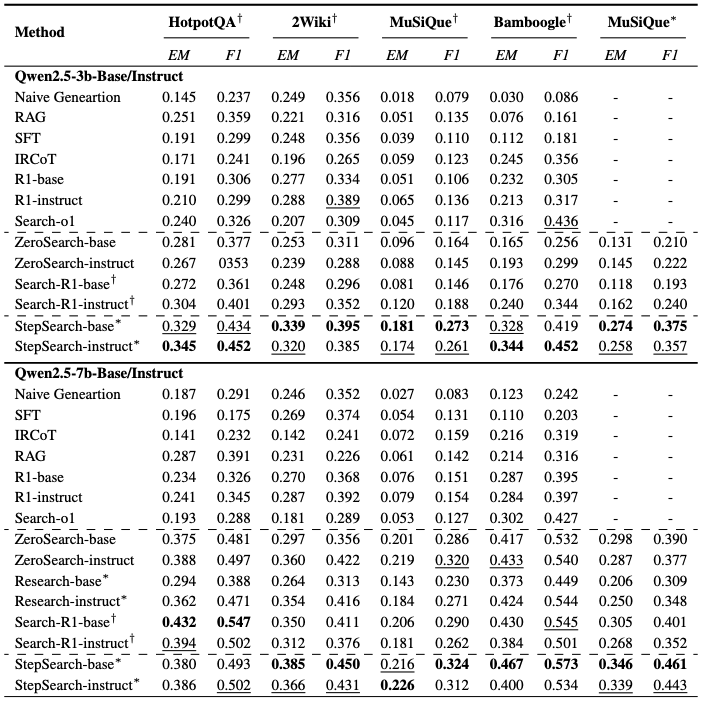 Method HotpotQA† 2Wiki† MuSiQue† Bamboogle† MuSiQue*
EM F1 EM F1 EM F1 EM F1 EM F1
Qwen2.5-3b-Base/Instruct
Naive Geneartion 0.145 0.237 0.249 0.356 0.018 0.079 0.030 0.086 - -
RAG 0.251 0.359 0.221 0.316 0.051 0.135 0.076 0.161 - -
SFT 0.191 0.299 0.248 0.356 0.039 0.110 0.112 0.181 - -
IRCoT 0.171 0.241 0.196 0.265 0.059 0.123 0.245 0.356 - -
R1-base 0.191 0.306 0.277 0.334 0.051 0.106 0.232 0.305 - -
R1-instruct 0.210 0.299 0.288 0.389 0.065 0.136 0.213 0.317 - -
Search-o1 0.240 0.326 0.207 0.309 0.045 0.117 0.316 0.436 - -
ZeroSearch-base 0.281 0.377 0.253 0.311 0.096 0.164 0.165 0.256 0.131 0.210
ZeroSearch-instruct 0.267 0353 0.239 0.288 0.088 0.145 0.193 0.299 0.145 0.222
Search-R1-base† 0.272 0.361 0.248 0.296 0.081 0.146 0.176 0.270 0.118 0.193
Search-R1-instruct† 0.304 0.401 0.293 0.352 0.120 0.188 0.240 0.344 0.162 0.240
StepSearch-base* 0.329 0.434 0.339 0.395 0.181 0.273 0.328 0.419 0.274 0.375
StepSearch-instruct* 0.345 0.452 0.320 0.385 0.174 0.261 0.344 0.452 0.258 0.357
Qwen2.5-7b-Base/Instruct
Naive Geneartion 0.187 0.291 0.246 0.352 0.027 0.083 0.123 0.242 - -
SFT 0.196 0.175 0.269 0.374 0.054 0.131 0.110 0.203 - -
IRCoT 0.141 0.232 0.142 0.241 0.072 0.159 0.216 0.319 - -
RAG 0.287 0.391 0.231 0.226 0.061 0.142 0.214 0.316 - -
R1-base 0.234 0.326 0.270 0.368 0.076 0.151 0.287 0.395 - -
R1-instruct 0.241 0.345 0.287 0.392 0.079 0.154 0.284 0.397 - -
Search-o1 0.193 0.288 0.181 0.289 0.053 0.127 0.302 0.427 - -
ZeroSearch-base 0.375 0.481 0.297 0.356 0.201 0.286 0.417 0.532 0.298 0.390
ZeroSearch-instruct 0.388 0.497 0.360 0.422 0.219 0.320 0.433 0.540 0.287 0.377
Research-base* 0.294 0.388 0.264 0.313 0.143 0.230 0.373 0.449 0.206 0.309
Research-instruct* 0.362 0.471 0.354 0.416 0.184 0.271 0.424 0.544 0.250 0.348
Search-R1-base† 0.432 0.547 0.350 0.411 0.206 0.290 0.430 0.545 0.305 0.401
Search-R1-instruct† 0.394 0.502 0.312 0.376 0.181 0.262 0.384 0.501 0.268 0.352
StepSearch-base* 0.380 0.493 0.385 0.450 0.216 0.324 0.467 0.573 0.346 0.461
StepSearch-instruct* 0.386 0.502 0.366 0.431 0.226 0.312 0.400 0.534 0.339 0.443